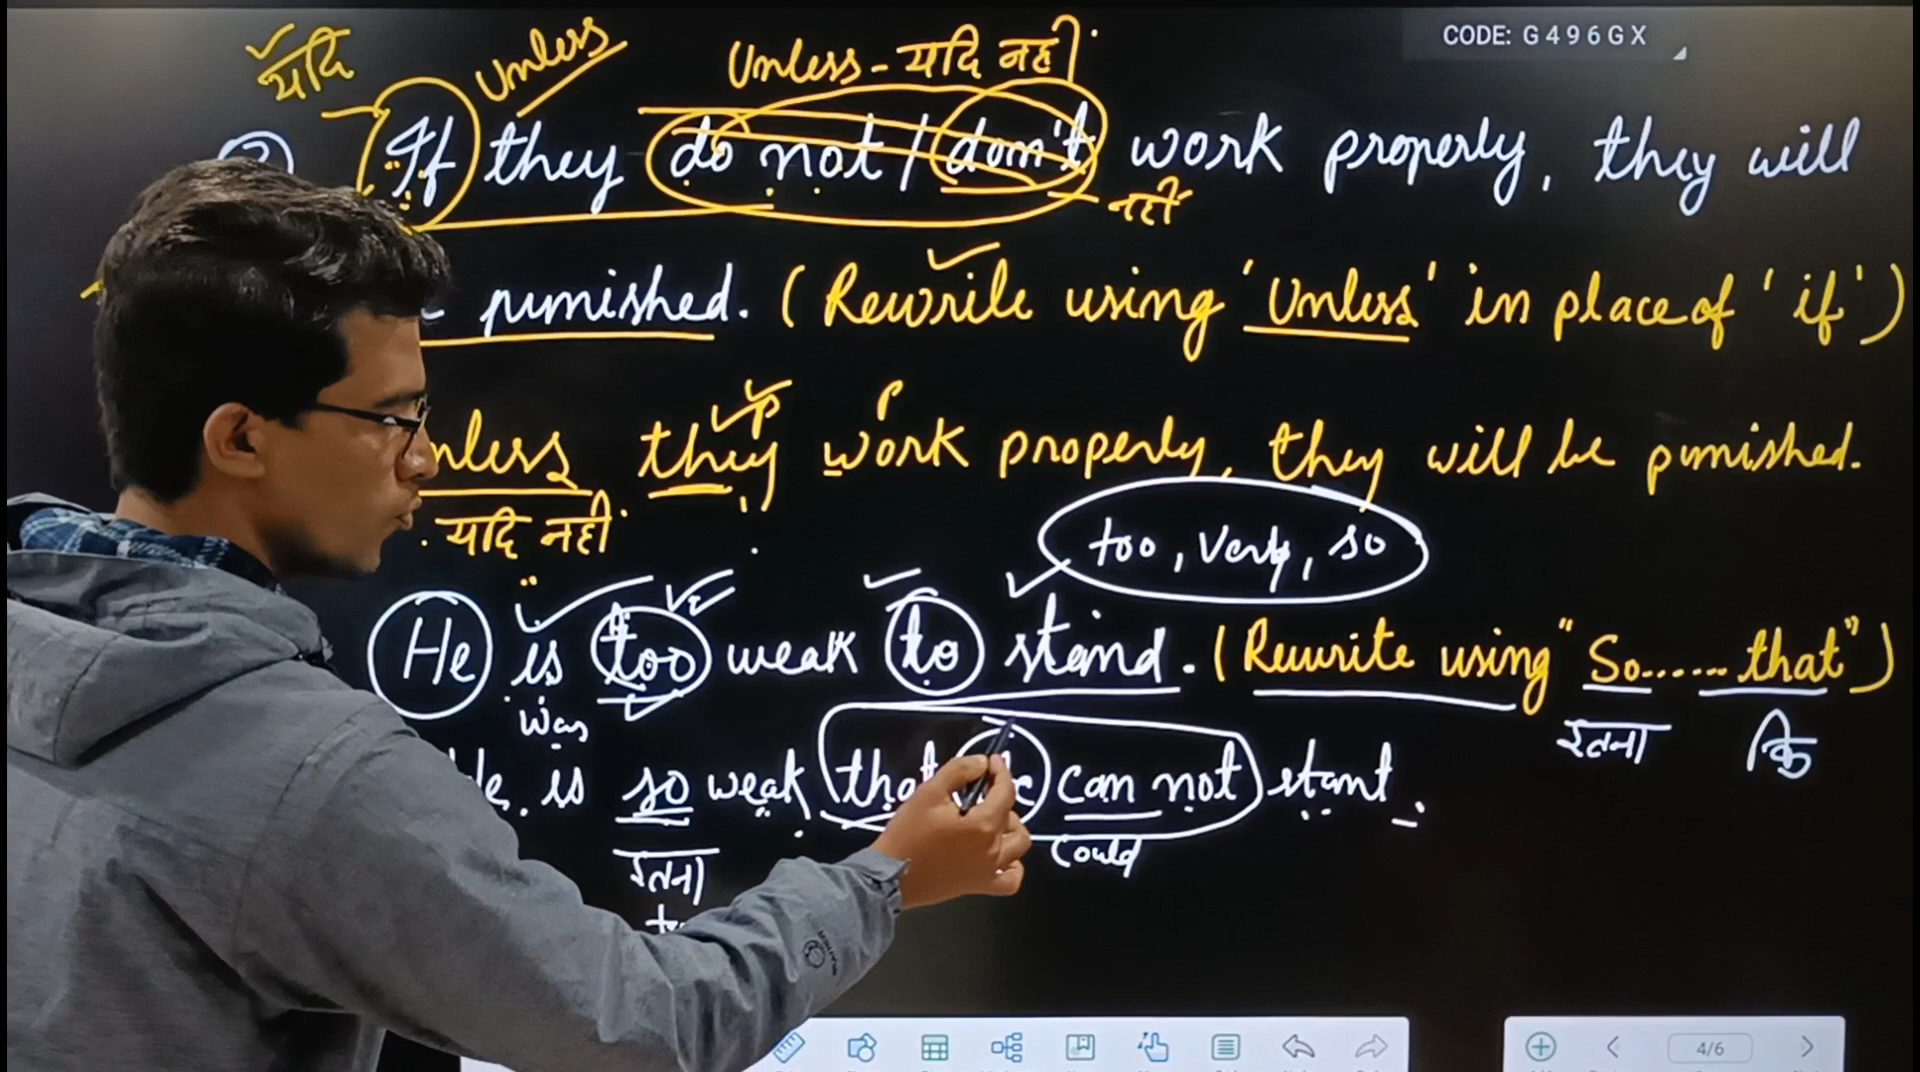 CODE: G496GX
यदि unless Unless - यदि नही
If they do not / don't work properly, they will
नहीं
punished. (Rewrite using 'Unless' in place of 'if')
nless they work properly, they will be punished.
यदि नही
too, very, so
He is too weak to stand. (Rewrite using "So...... that")
was इतना कि
is so weak that can not stant.
इतना could
4/6